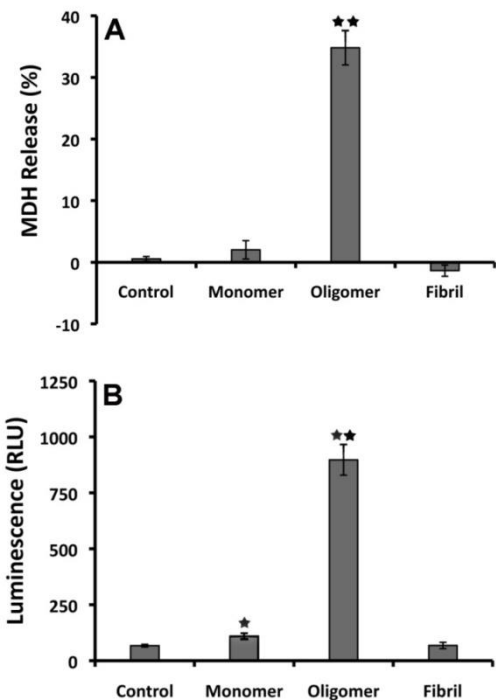 A
MDH Release (%)
40
30
20
10
0
-10
Control Monomer Oligomer Fibril
B
Luminescence (RLU)
1250
1000
750
500
250
0
Control Monomer Oligomer Fibril